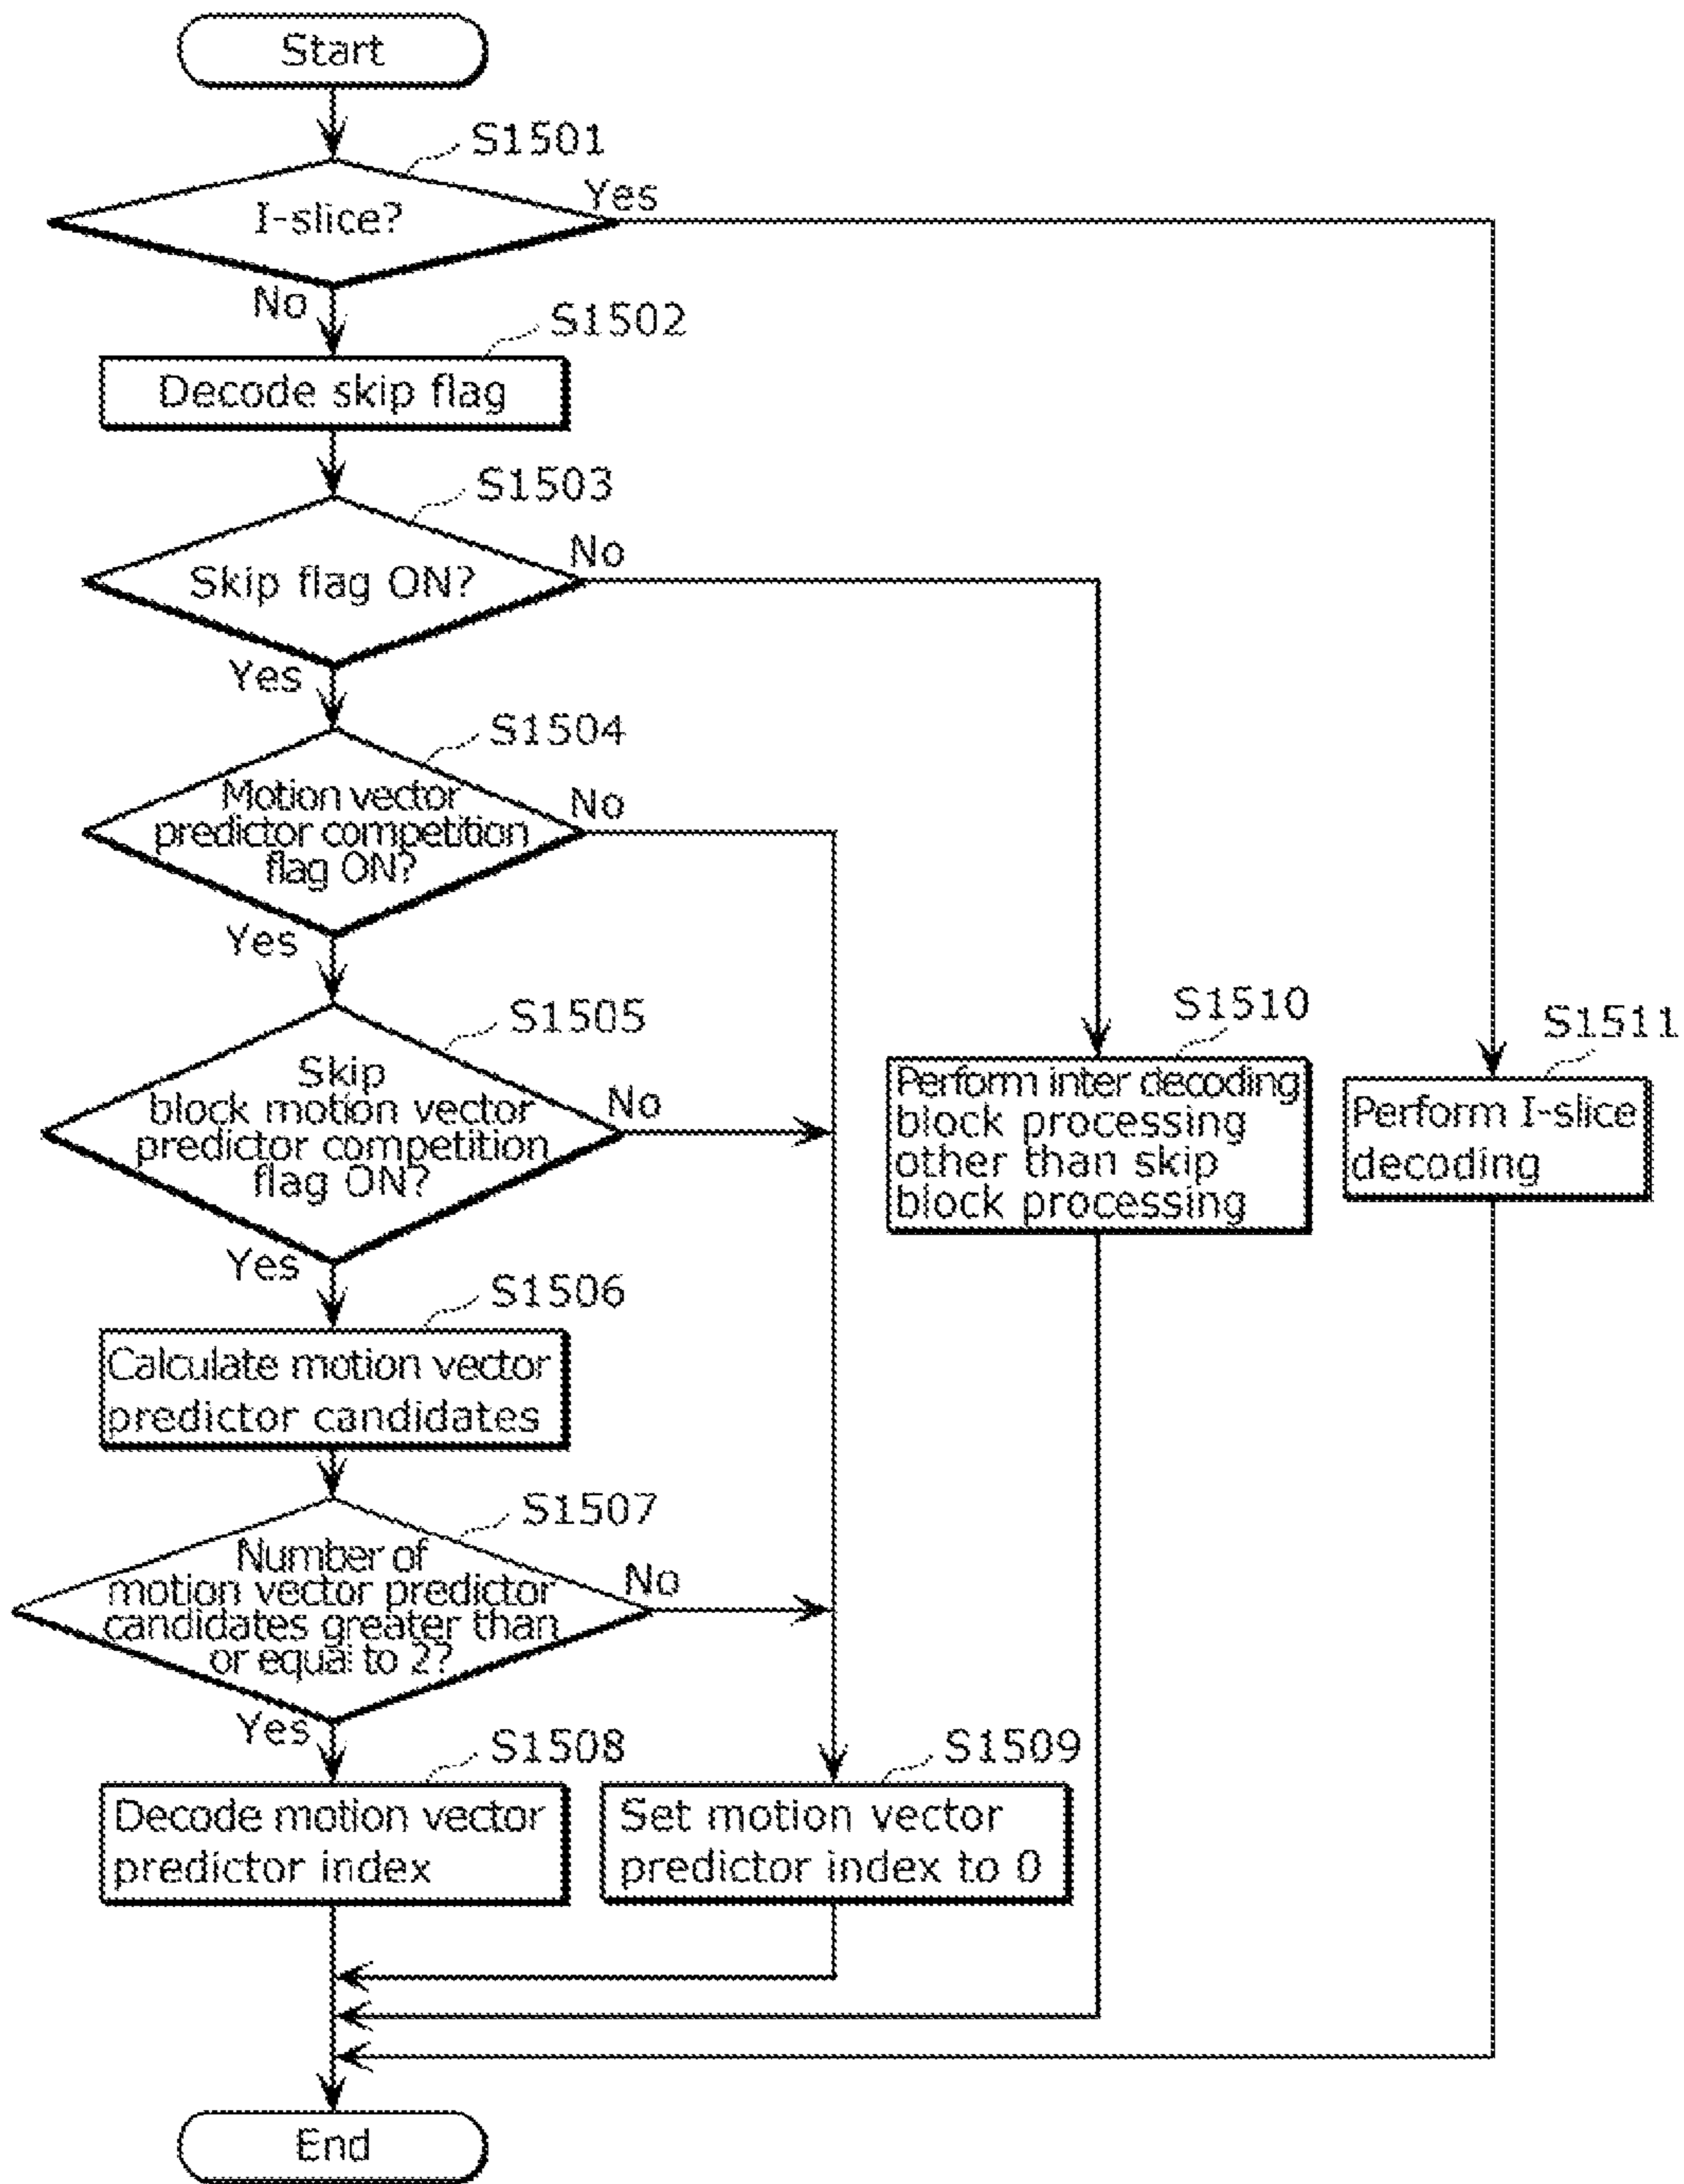 Start
S1501
I-slice?
Yes
No
S1502
Decode skip flag
S1503
Skip flag ON?
No
Yes
S1504
Motion vector
predictor competition
flag ON?
No
Yes
S1505
Skip
block motion vector
predictor competition
flag ON?
No
Yes
S1510
Perform inter decoding
block processing
other than skip
block processing
S1511
Perform I-slice
decoding
S1506
Calculate motion vector
predictor candidates
S1507
Number of
motion vector predictor
candidates greater than
or equal to 2?
No
Yes
S1508
Decode motion vector
predictor index
S1509
Set motion vector
predictor index to 0
End